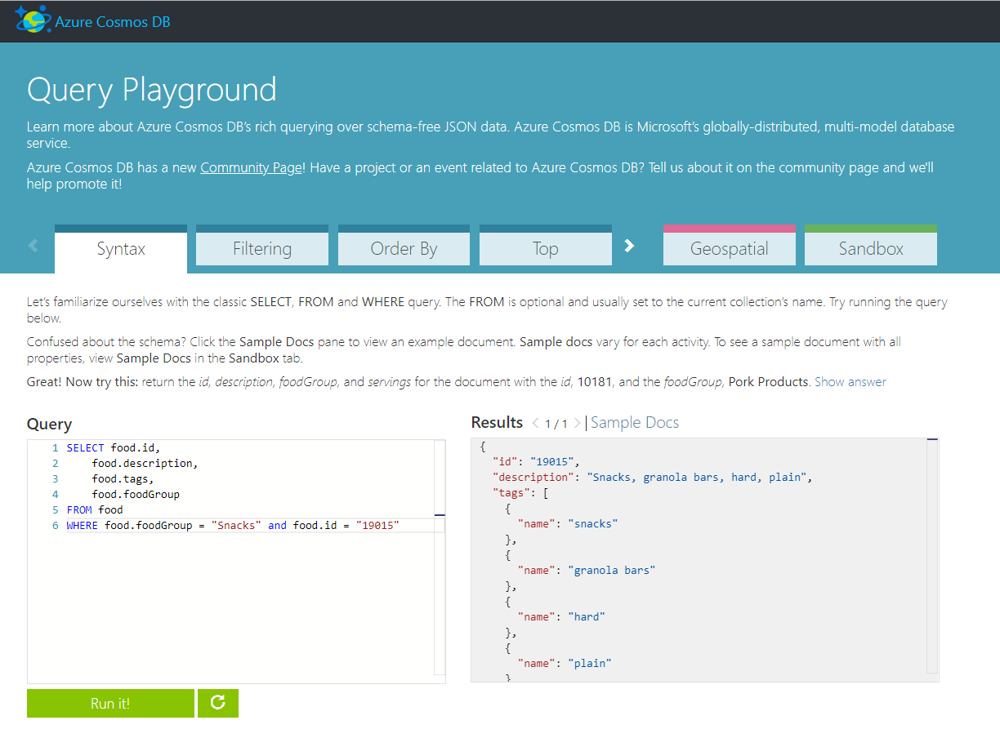 Azure Cosmos DB
Query Playground
Learn more about Azure Cosmos DB's rich querying over schema-free JSON data. Azure Cosmos DB is Microsoft's globally-distributed, multi-model database
service.
Azure Cosmos DB has a new Community Page! Have a project or an event related to Azure Cosmos DB? Tell us about it on the community page and we'll
help promote it!
Syntax
Filtering
Order By
Top
Geospatial
Sandbox
Let's familiarize ourselves with the classic SELECT, FROM and WHERE query. The FROM is optional and usually set to the current collection's name. Try running the query
below.
Confused about the schema? Click the Sample Docs pane to view an example document. Sample docs vary for each activity. To see a sample document with all
properties, view Sample Docs in the Sandbox tab.
Great! Now try this: return the id, description, foodGroup, and servings for the document with the id, 10181, and the foodGroup, Pork Products. Show answer
Query
1 SELECT food.id,
2     food.description,
3     food.tags,
4     food.foodGroup
5 FROM food
6 WHERE food.foodGroup = "Snacks" and food.id = "19015"
Run it!
Results < 1 / 1 > | Sample Docs
{
  "id": "19015",
  "description": "Snacks, granola bars, hard, plain",
  "tags": [
    {
      "name": "snacks"
    },
    {
      "name": "granola bars"
    },
    {
      "name": "hard"
    },
    {
      "name": "plain"
    }